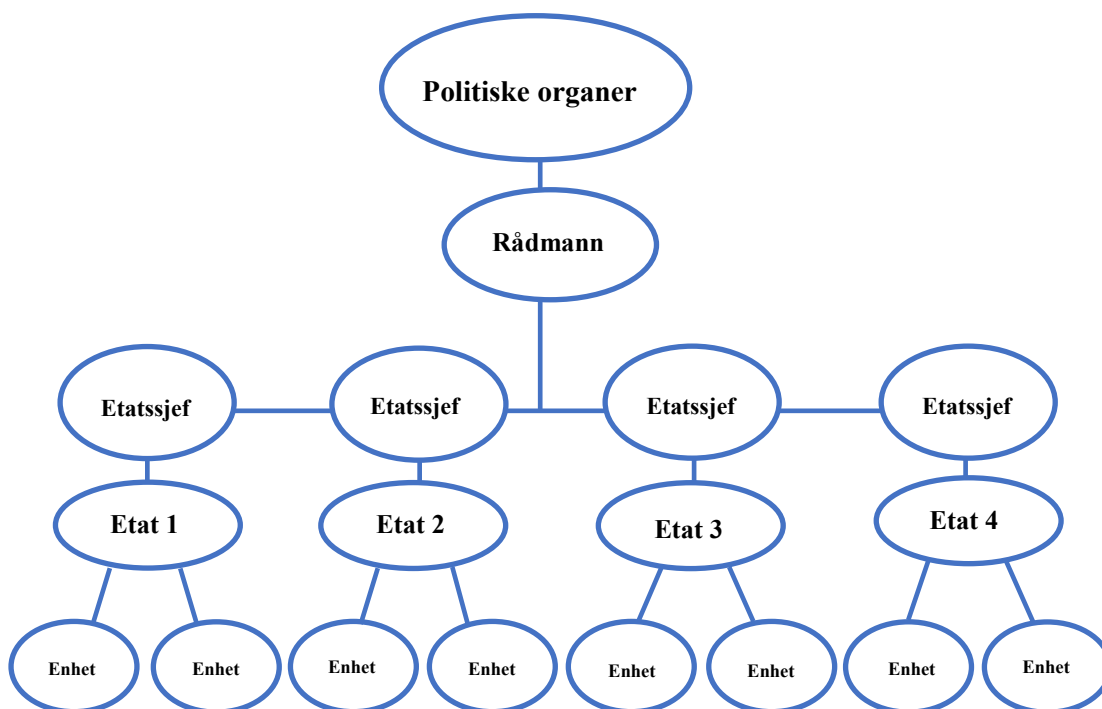 Politiske organer
Rådmann
Etatssjef
Etatssjef
Etatssjef
Etatssjef
Etat 1
Etat 2
Etat 3
Etat 4
Enhet
Enhet
Enhet
Enhet
Enhet
Enhet
Enhet
Enhet